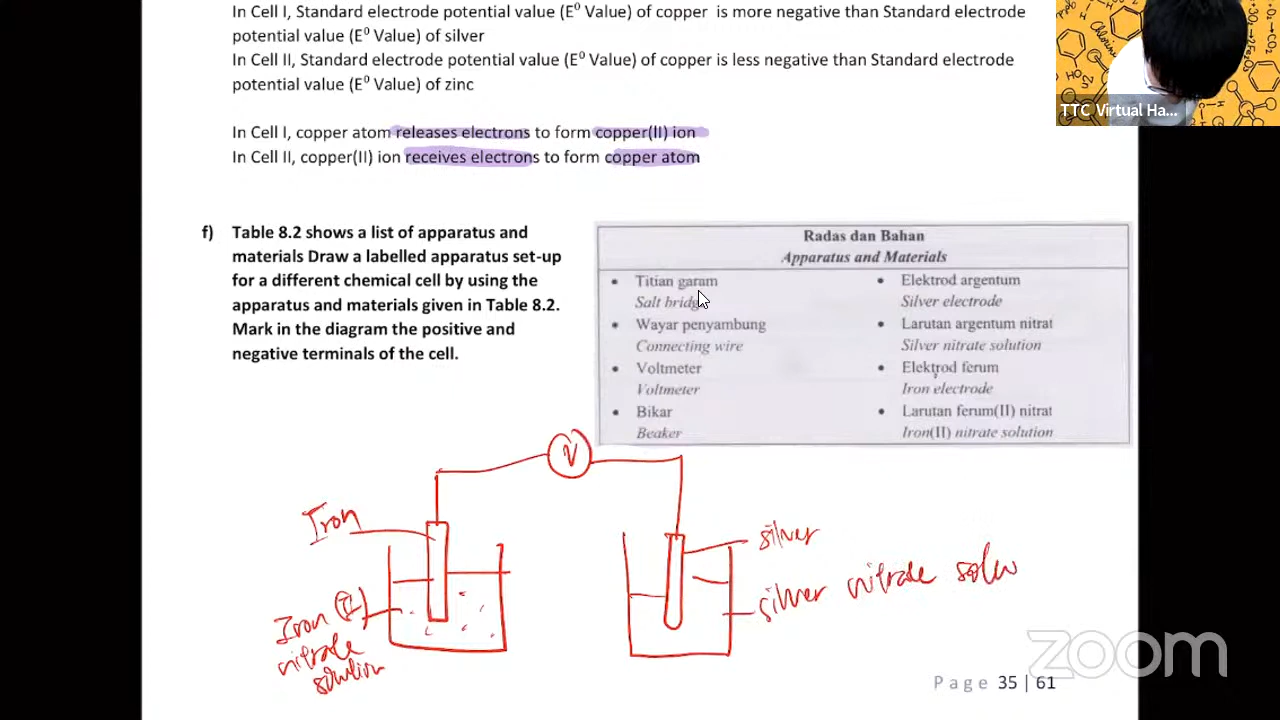 In Cell I, Standard electrode potential value (E⁰ Value) of copper is more negative than Standard electrode
potential value (E⁰ Value) of silver
In Cell II, Standard electrode potential value (E⁰ Value) of copper is less negative than Standard electrode
potential value (E⁰ Value) of zinc
In Cell I, copper atom releases electrons to form copper(II) ion
In Cell II, copper(II) ion receives electrons to form copper atom
TTC Virtual Ha...
f) Table 8.2 shows a list of apparatus and
materials Draw a labelled apparatus set-up
for a different chemical cell by using the
apparatus and materials given in Table 8.2.
Mark in the diagram the positive and
negative terminals of the cell.
Radas dan Bahan
Apparatus and Materials
• Titian garam
Salt bridg
• Wayar penyambung
Connecting wire
• Voltmeter
Voltmeter
• Bikar
Beaker
• Elektrod argentum
Silver electrode
• Larutan argentum nitrat
Silver nitrate solution
• Elektrod ferum
Iron electrode
• Larutan ferum(II) nitrat
Iron(II) nitrate solution
V
Iron
Iron (II)
nitrate
solution
silver
silver nitrate solu
zoom
Page 35 | 61